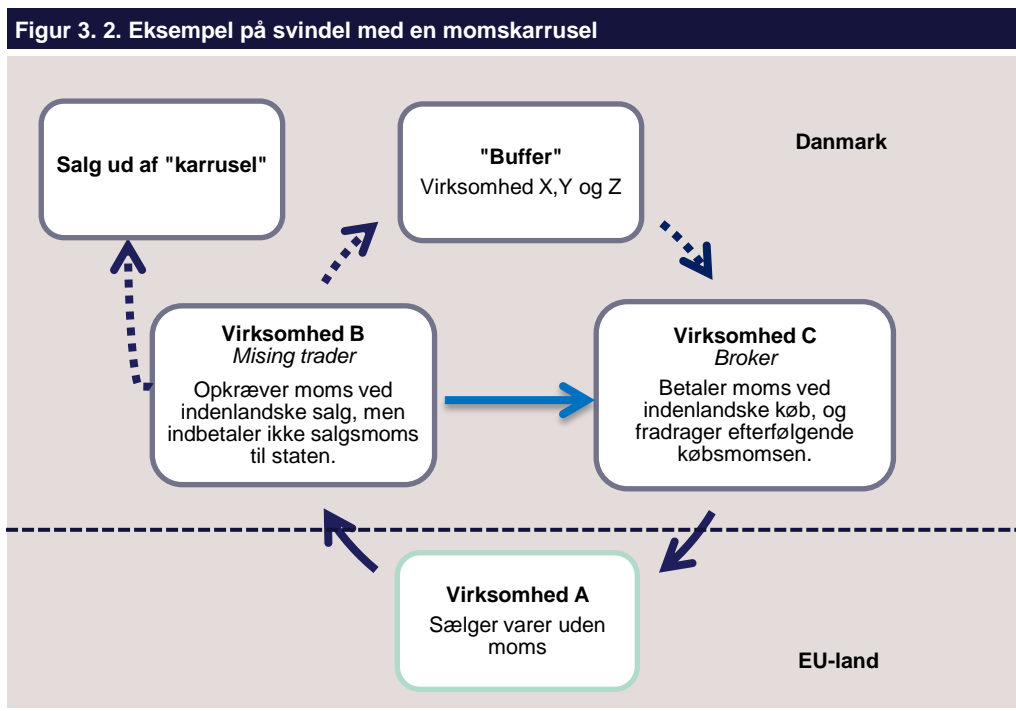 Figur 3. 2. Eksempel på svindel med en momskarrusel
Salg ud af "karrusel"
"Buffer"
Virksomhed X,Y og Z
Danmark
Virksomhed B
Mising trader
Opkræver moms ved
indenlandske salg, men
indbetaler ikke salgsmoms
til staten.
Virksomhed C
Broker
Betaler moms ved
indenlandske køb, og
fradrager efterfølgende
købsmomsen.
Virksomhed A
Sælger varer uden
moms
EU-land